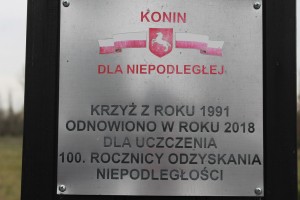 KONIN
DLA NIEPODLEGŁEJ
KRZYŻ Z ROKU 1991
ODNOWIONO W ROKU 2018
DLA UCZCZENIA
100. ROCZNICY ODZYSKANIA
NIEPODLEGŁOŚCI